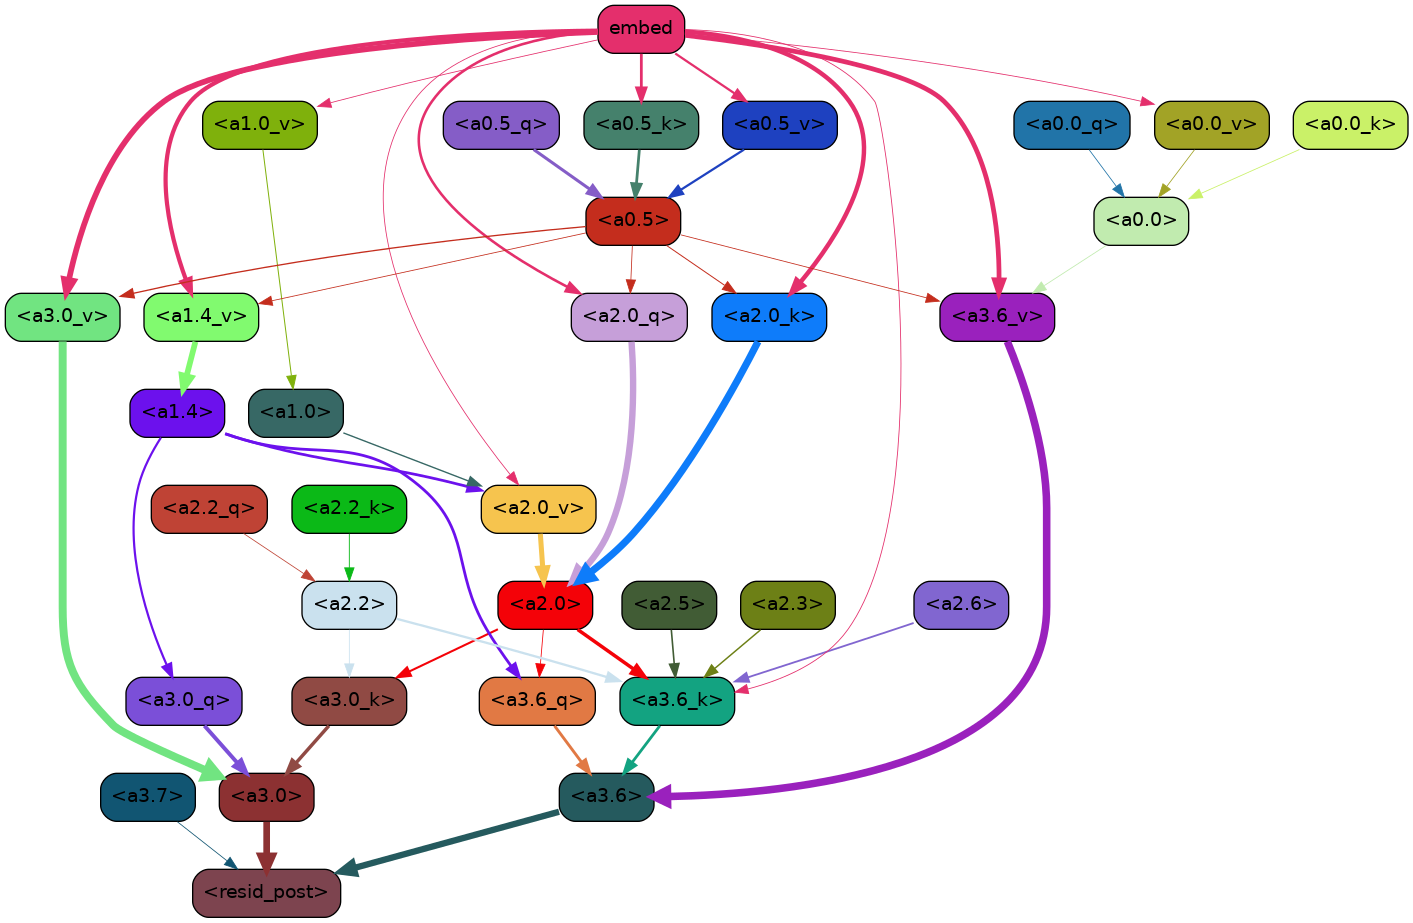 embed
<a1.0_v>
<a0.5_q>
<a0.5_k>
<a0.5_v>
<a0.0_q>
<a0.0_v>
<a0.0_k>
<a0.5>
<a0.0>
<a3.0_v>
<a1.4_v>
<a2.0_q>
<a2.0_k>
<a3.6_v>
<a1.4>
<a1.0>
<a2.2_q>
<a2.2_k>
<a2.0_v>
<a2.2>
<a2.0>
<a2.5>
<a2.3>
<a2.6>
<a3.0_q>
<a3.0_k>
<a3.6_q>
<a3.6_k>
<a3.7>
<a3.0>
<a3.6>
<resid_post>